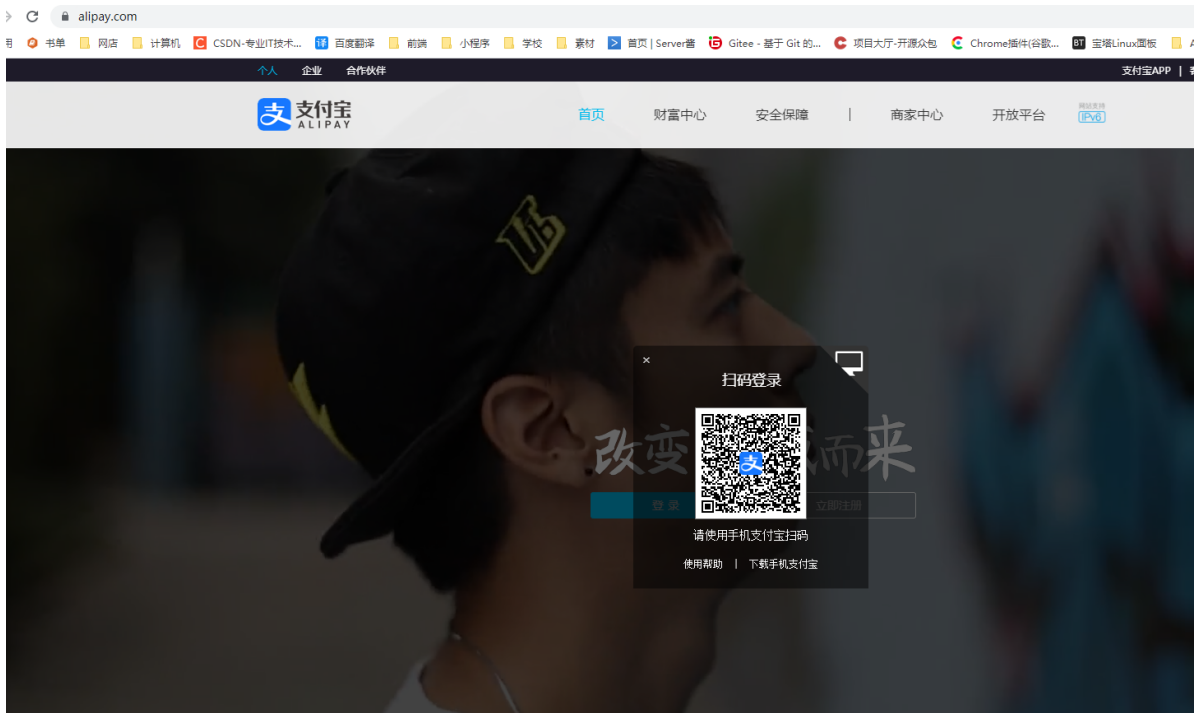 alipay.com
书单 网店 计算机 CSDN-专业IT技术... 百度翻译 前端 小程序 学校 素材 首页 | Server酱 Gitee - 基于 Git 的... 项目大厅-开源众包 Chrome插件(谷歌... 宝塔Linux面板
个人 企业 合作伙伴 支付宝APP |
支付宝 ALIPAY 首页 财富中心 安全保障 | 商家中心 开放平台 网站支持 IPv6
扫码登录
改变 而来
登 录 立即注册
请使用手机支付宝扫码
使用帮助 | 下载手机支付宝